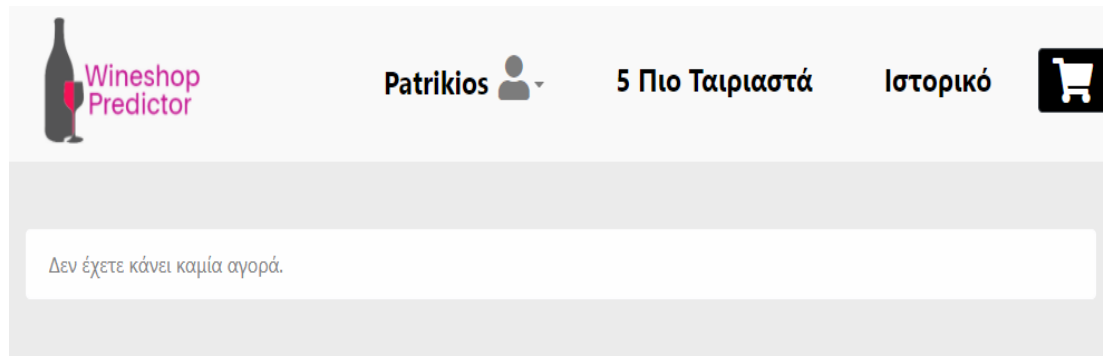 Wineshop
Predictor
Patrikios
5 Πιο Ταιριαστά
Ιστορικό
Δεν έχετε κάνει καμία αγορά.